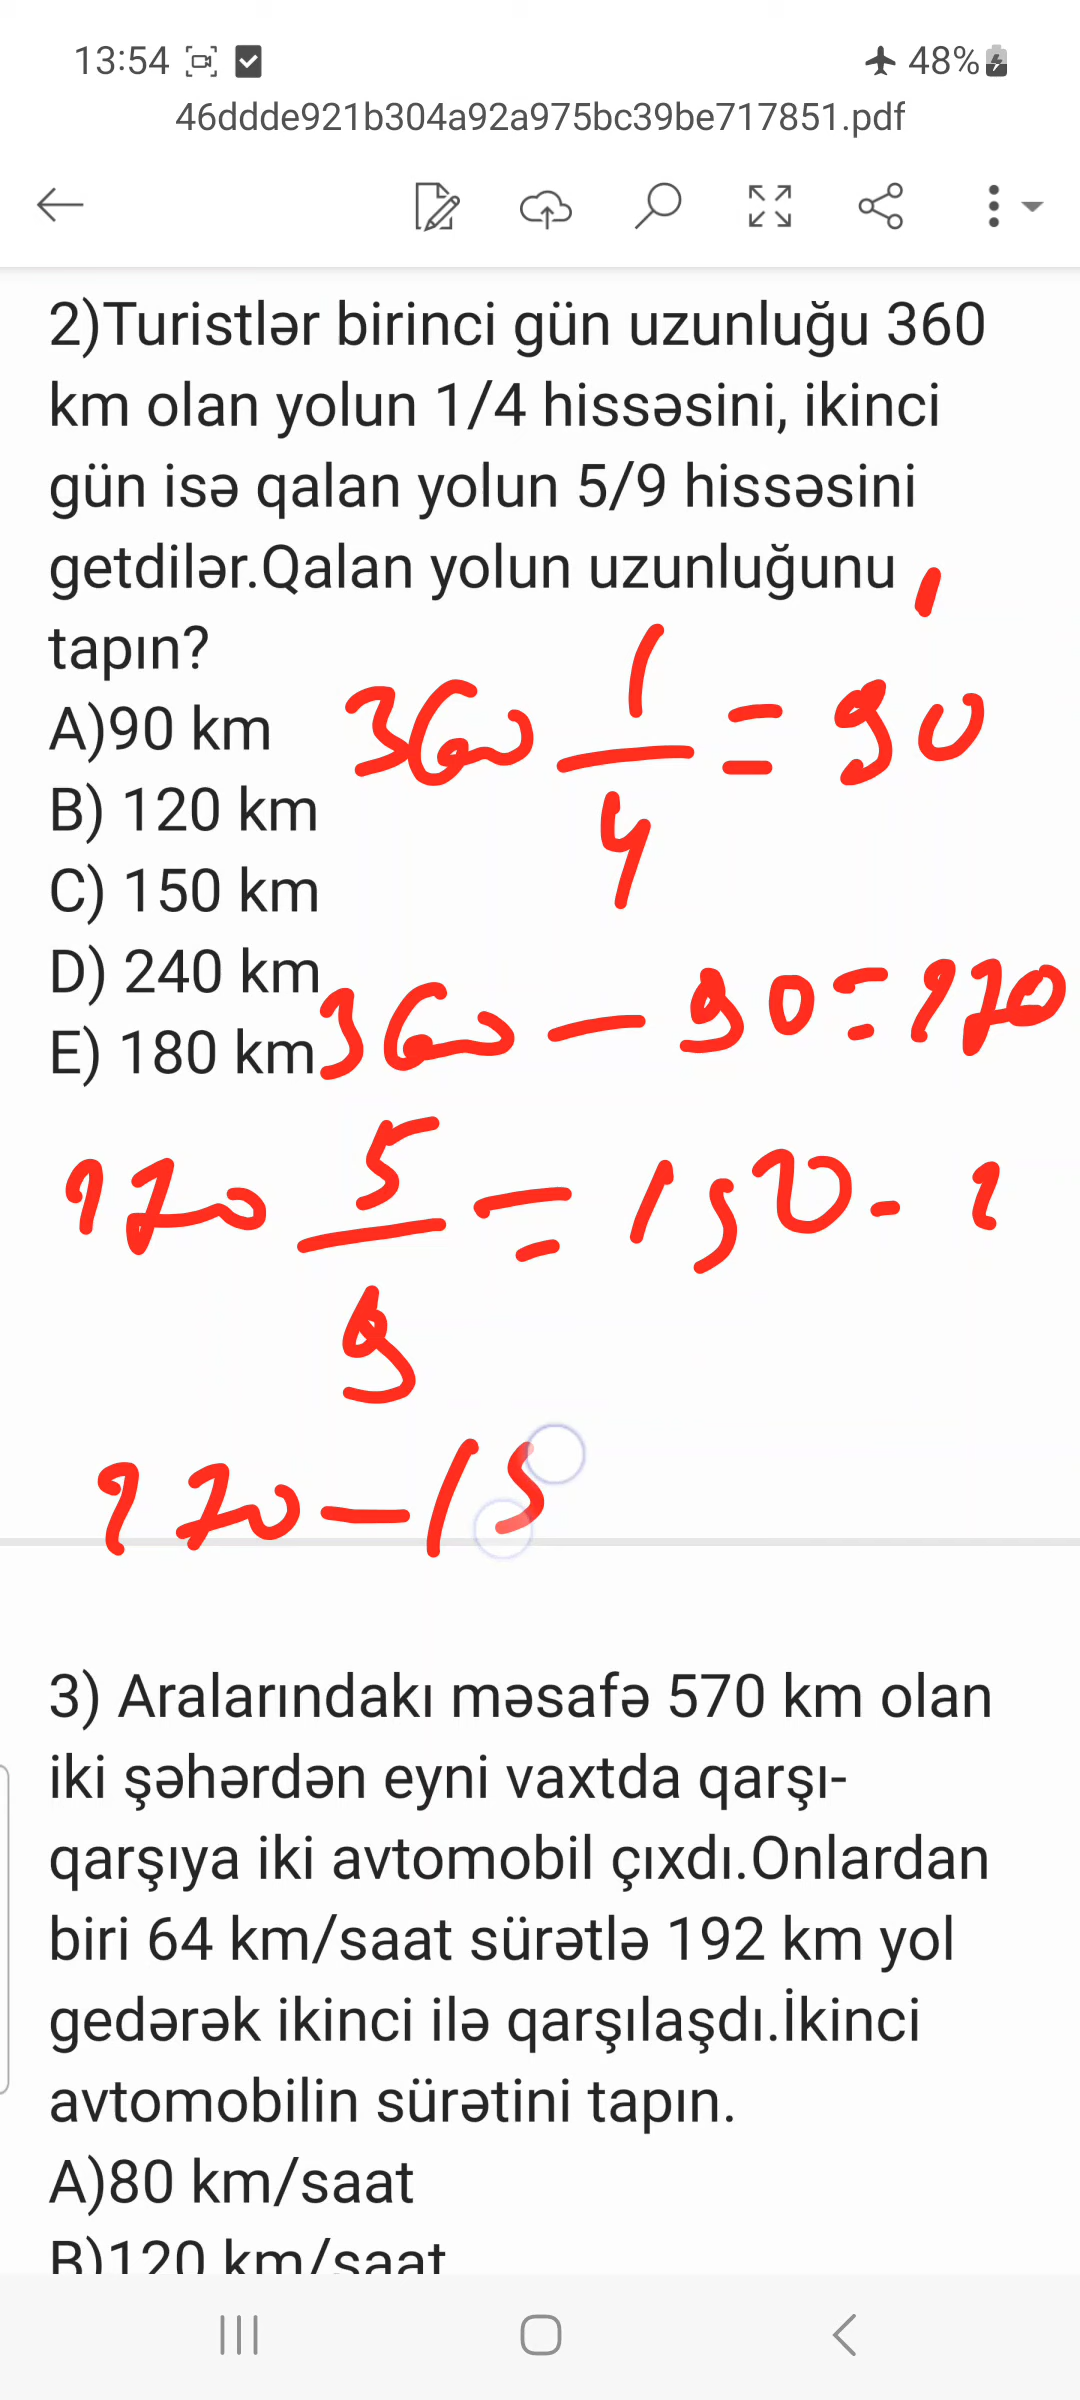 13:54 48%
46ddde921b304a92a975bc39be717851.pdf
2)Turistlər birinci gün uzunluğu 360
km olan yolun 1/4 hissəsini, ikinci
gün isə qalan yolun 5/9 hissəsini
getdilər.Qalan yolun uzunluğunu
tapın?
A)90 km
360 1/4 = 90
B) 120 km
C) 150 km
D) 240 km
360 - 90 = 270
E) 180 km
270 5/9 = 150 - 2
270 - 15
3) Aralarındakı məsafə 570 km olan
iki şəhərdən eyni vaxtda qarşı-
qarşıya iki avtomobil çıxdı.Onlardan
biri 64 km/saat sürətlə 192 km yol
gedərək ikinci ilə qarşılaşdı.İkinci
avtomobilin sürətini tapın.
A)80 km/saat
B)120 km/saat